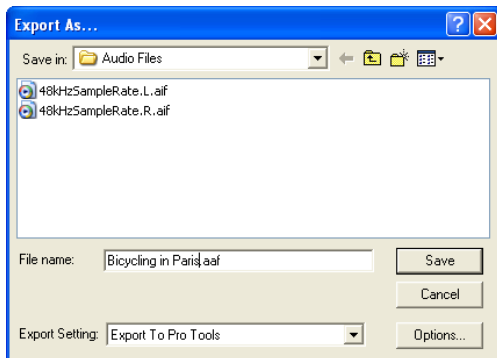 Export As...
Save in: Audio Files
48kHzSampleRate.L.aif
48kHzSampleRate.R.aif
File name: Bicycling in Paris.aaf Save
Cancel
Export Setting: Export To Pro Tools Options...